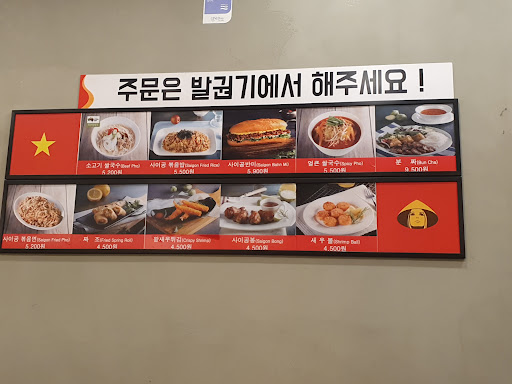 주문은 발권기에서 해주세요 !
소고기 쌀국수(Beef Pho)
5,200원
사이공 볶음밥(Saigon Fried Rice)
5,500원
사이공반미(Saigon Bahn Mi)
5,900원
얼큰 쌀국수(Spicy Pho)
5,500원
분 짜(Bun Cha)
9,500원
사이공 볶음면(Saigon Fried Pho)
5,200원
짜 조(Fried Spring Roll)
4,500원
왕새우튀김(Crispy Shrimp)
4,500원
사이공봉(Saigon Bong)
4,500원
새 우 볼(Shrimp Ball)
4,500원